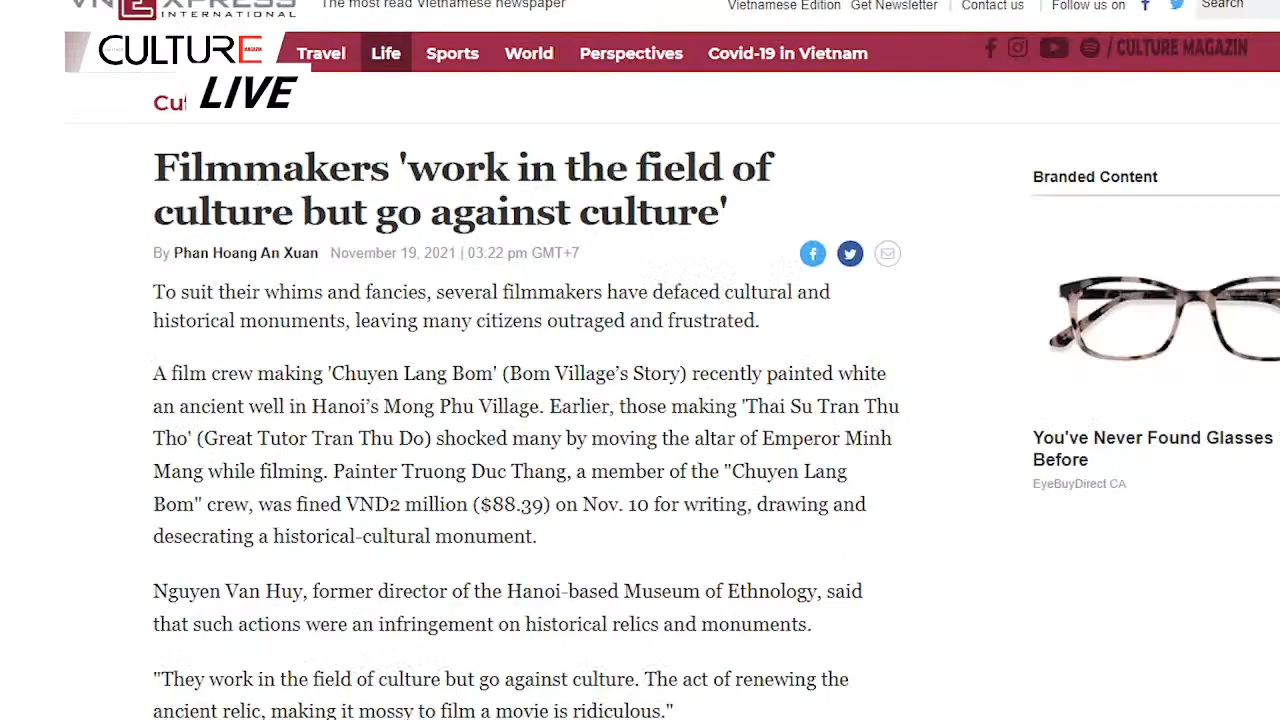 VNEXPRESS The most read Vietnamese newspaper Vietnamese Edition Get Newsletter Contact us Follow us on Search
INTERNATIONAL
CULTURE Travel Life Sports World Perspectives Covid-19 in Vietnam / CULTURE MAGAZIN
LIVE
Filmmakers 'work in the field of
culture but go against culture'
By Phan Hoang An Xuan November 19, 2021 | 03:22 pm GMT+7
To suit their whims and fancies, several filmmakers have defaced cultural and
historical monuments, leaving many citizens outraged and frustrated.
A film crew making 'Chuyen Lang Bom' (Bom Village's Story) recently painted white
an ancient well in Hanoi's Mong Phu Village. Earlier, those making 'Thai Su Tran Thu
Tho' (Great Tutor Tran Thu Do) shocked many by moving the altar of Emperor Minh
Mang while filming. Painter Truong Duc Thang, a member of the "Chuyen Lang
Bom" crew, was fined VND2 million ($88.39) on Nov. 10 for writing, drawing and
desecrating a historical-cultural monument.
Nguyen Van Huy, former director of the Hanoi-based Museum of Ethnology, said
that such actions were an infringement on historical relics and monuments.
"They work in the field of culture but go against culture. The act of renewing the
ancient relic, making it mossy to film a movie is ridiculous."
Branded Content
You've Never Found Glasses
Before
EyeBuyDirect CA